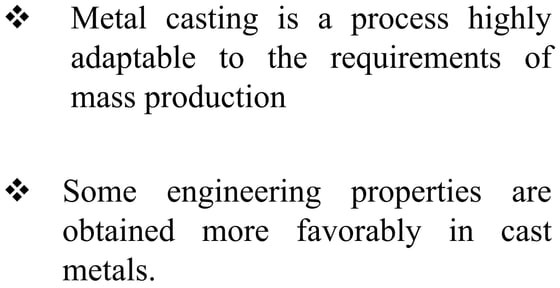 ❖ Metal casting is a process highly
adaptable to the requirements of
mass production
❖ Some engineering properties are
obtained more favorably in cast
metals.